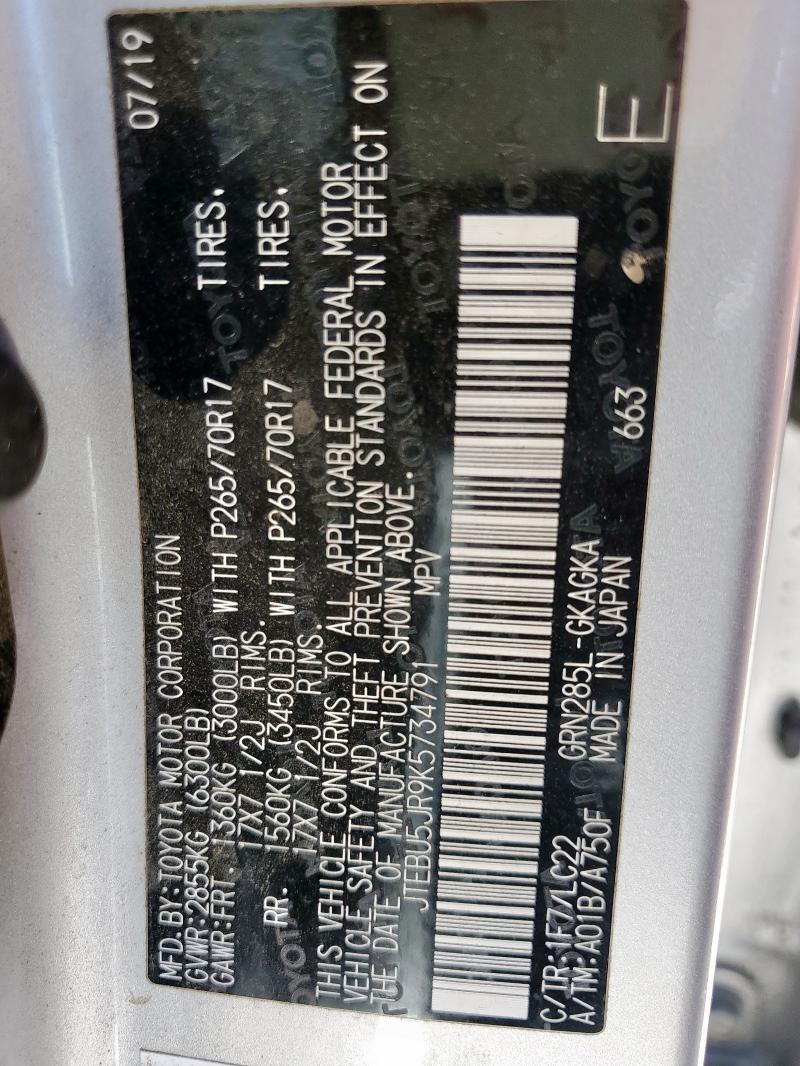 MFD.BY:TOYOTA MOTOR CORPORATION 07/19
GVWR:2855KG (6300LB)
GAWR:FRT. 1360KG (3000LB) WITH P265/70R17 TIRES.
17X7 1/2J RIMS.
RR. 1560KG (3450LB) WITH P265/70R17 TIRES.
17X7 1/2J RIMS.
THIS VEHICLE CONFORMS TO ALL APPLICABLE FEDERAL MOTOR
VEHICLE SAFETY AND THEFT PREVENTION STANDARDS IN EFFECT ON
THE DATE OF MANUFACTURE SHOWN ABOVE.
JTEBU5JR9K5734791 MPV
C/TR:1F7/LC22 GRN285L-GKAGKA
A/TM:A01B/A750F MADE IN JAPAN 663
E